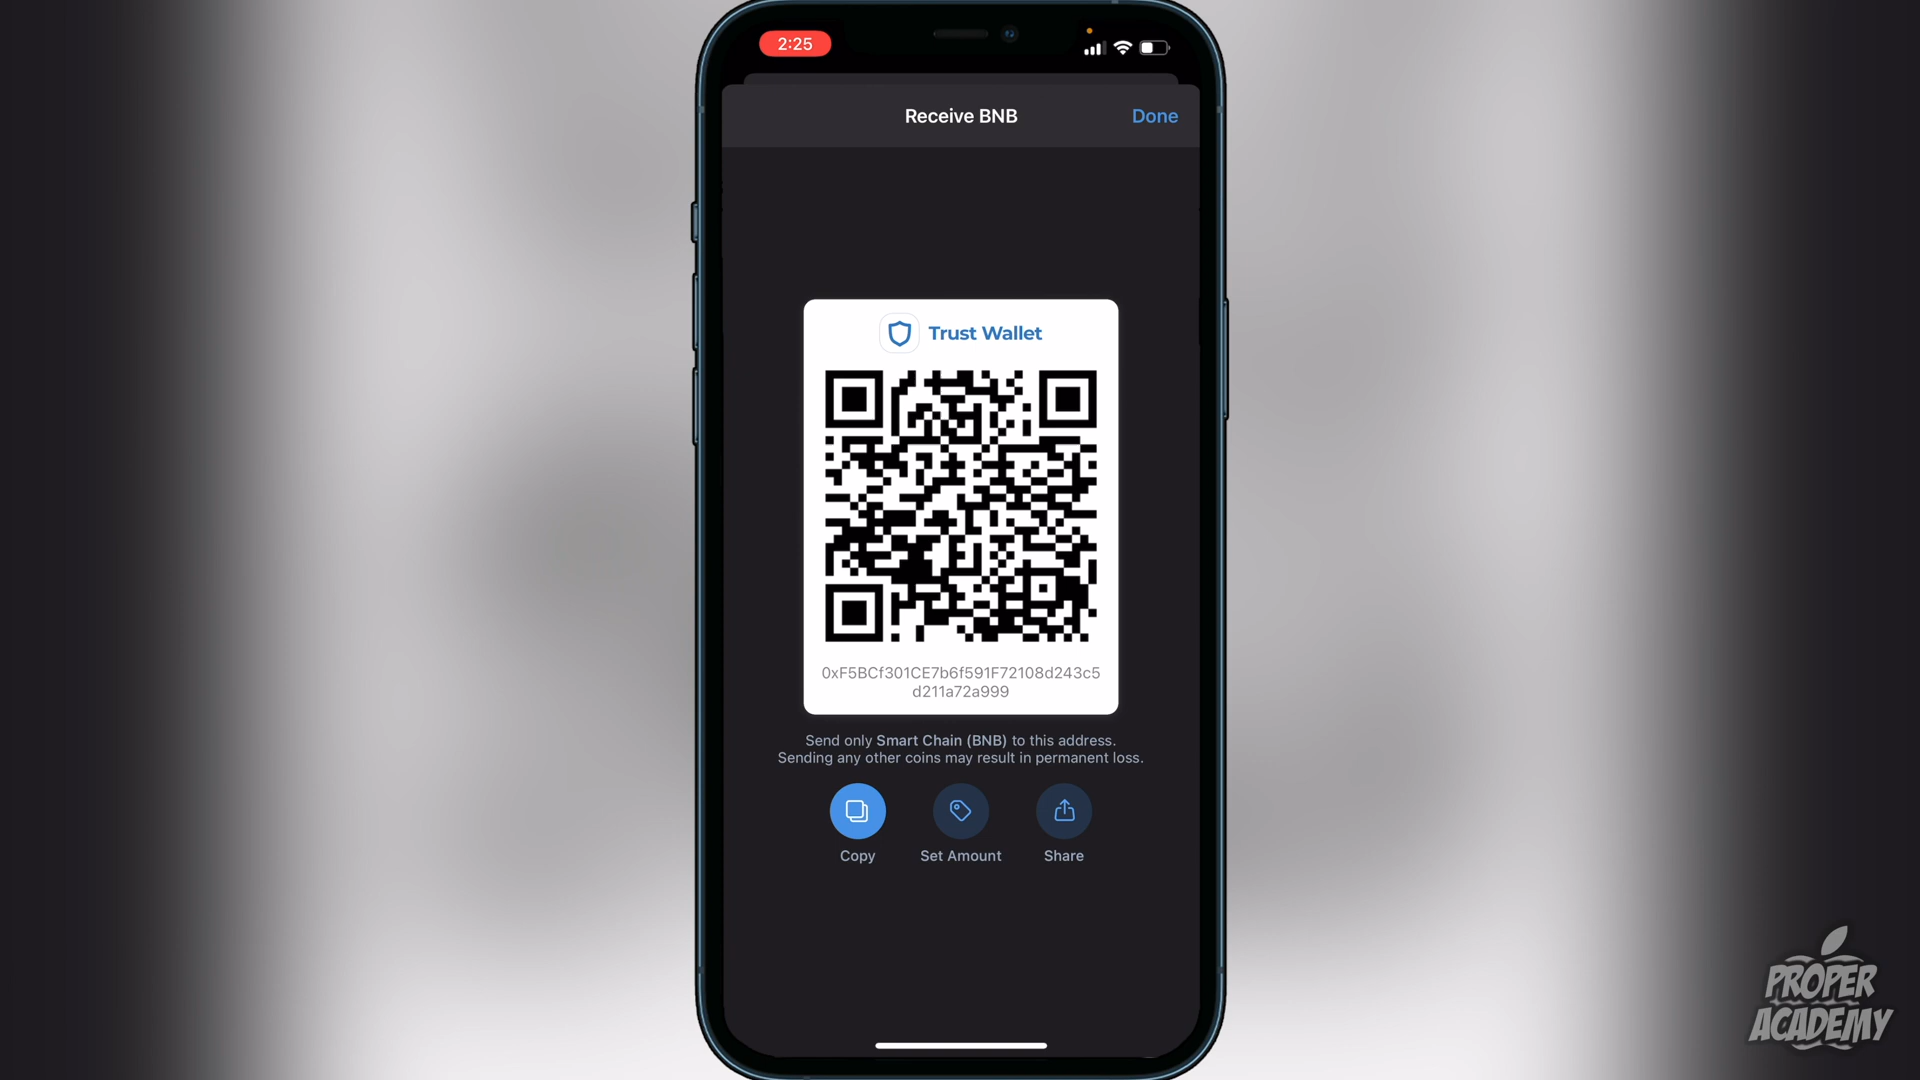 2:25
Receive BNB
Done
Trust Wallet
0xF5BCf301CE7b6f591F72108d243c5
d211a72a999
Send only Smart Chain (BNB) to this address.
Sending any other coins may result in permanent loss.
Copy
Set Amount
Share
PROPER
ACADEMY